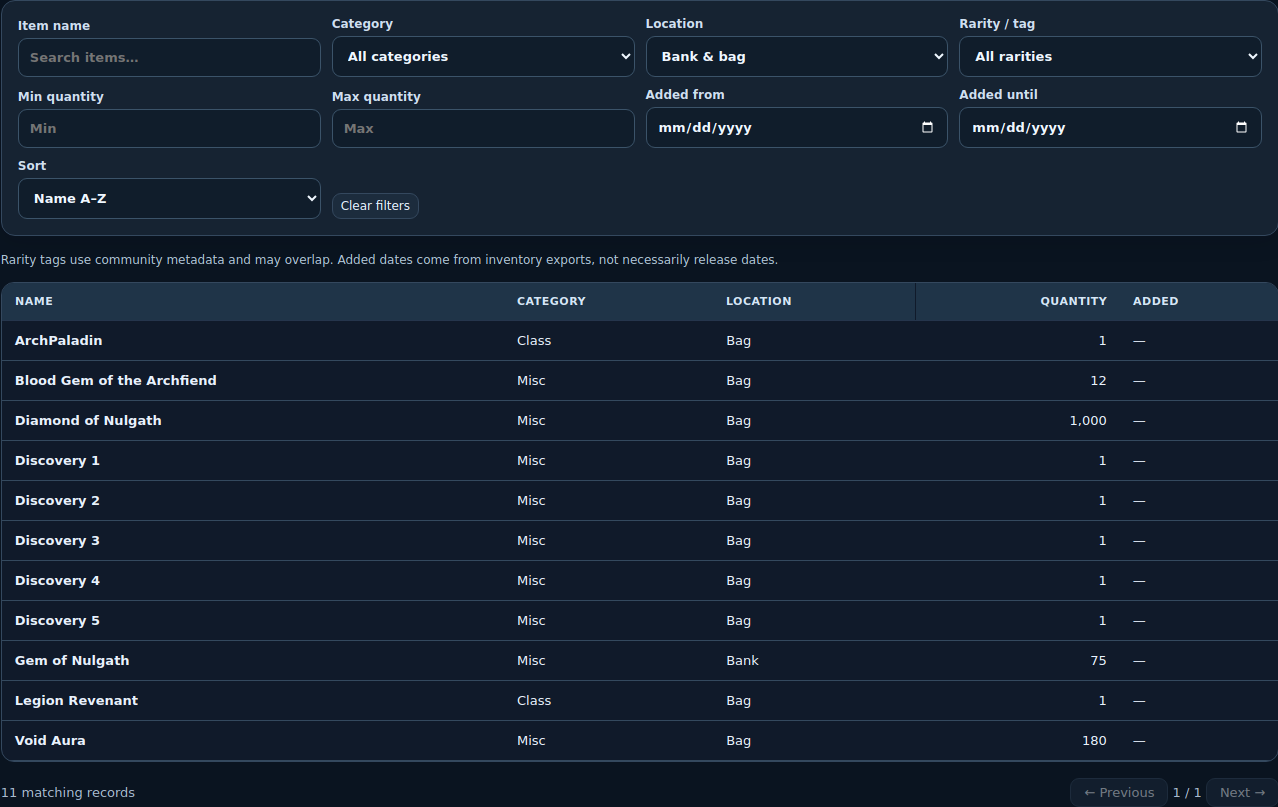 Item name Category Location Rarity / tag
Search items... All categories Bank & bag All rarities
Min quantity Max quantity Added from Added until
Min Max mm/dd/yyyy mm/dd/yyyy
Sort
Name A–Z Clear filters
Rarity tags use community metadata and may overlap. Added dates come from inventory exports, not necessarily release dates.
NAME CATEGORY LOCATION QUANTITY ADDED
ArchPaladin Class Bag 1 —
Blood Gem of the Archfiend Misc Bag 12 —
Diamond of Nulgath Misc Bag 1,000 —
Discovery 1 Misc Bag 1 —
Discovery 2 Misc Bag 1 —
Discovery 3 Misc Bag 1 —
Discovery 4 Misc Bag 1 —
Discovery 5 Misc Bag 1 —
Gem of Nulgath Misc Bank 75 —
Legion Revenant Class Bag 1 —
Void Aura Misc Bag 180 —
11 matching records ← Previous 1 / 1 Next →